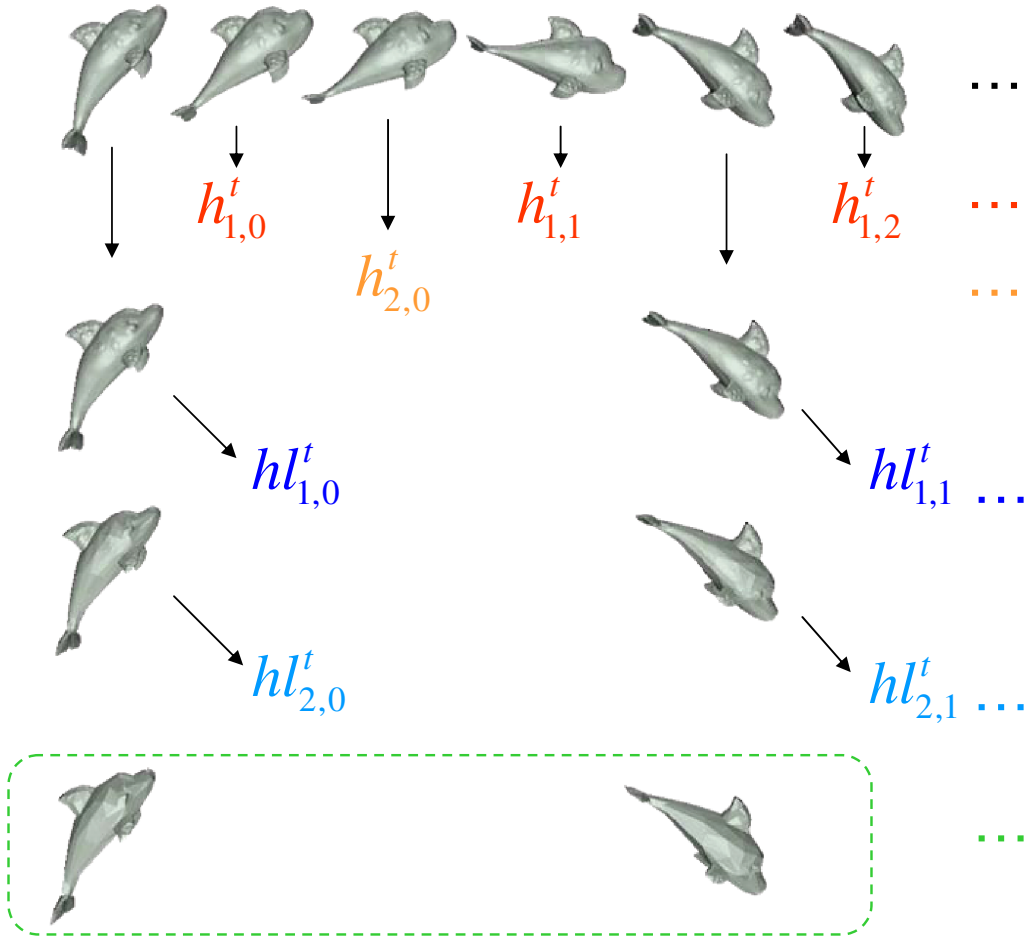 ...
h^t_{1,0} h^t_{1,1} h^t_{1,2} ...
h^t_{2,0} ...
hl^t_{1,0} hl^t_{1,1} ...
hl^t_{2,0} hl^t_{2,1} ...
...